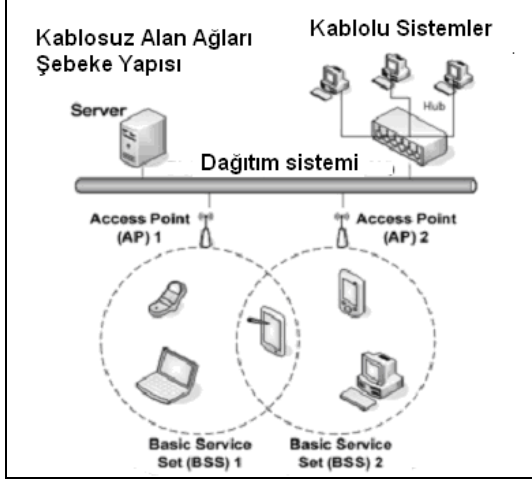 Kablosuz Alan Ağları
Şebeke Yapısı
Kablolu Sistemler
Server
Hub
Dağıtım sistemi
Access Point
(AP) 1
Access Point
(AP) 2
Basic Service
Set (BSS) 1
Basic Service
Set (BSS) 2